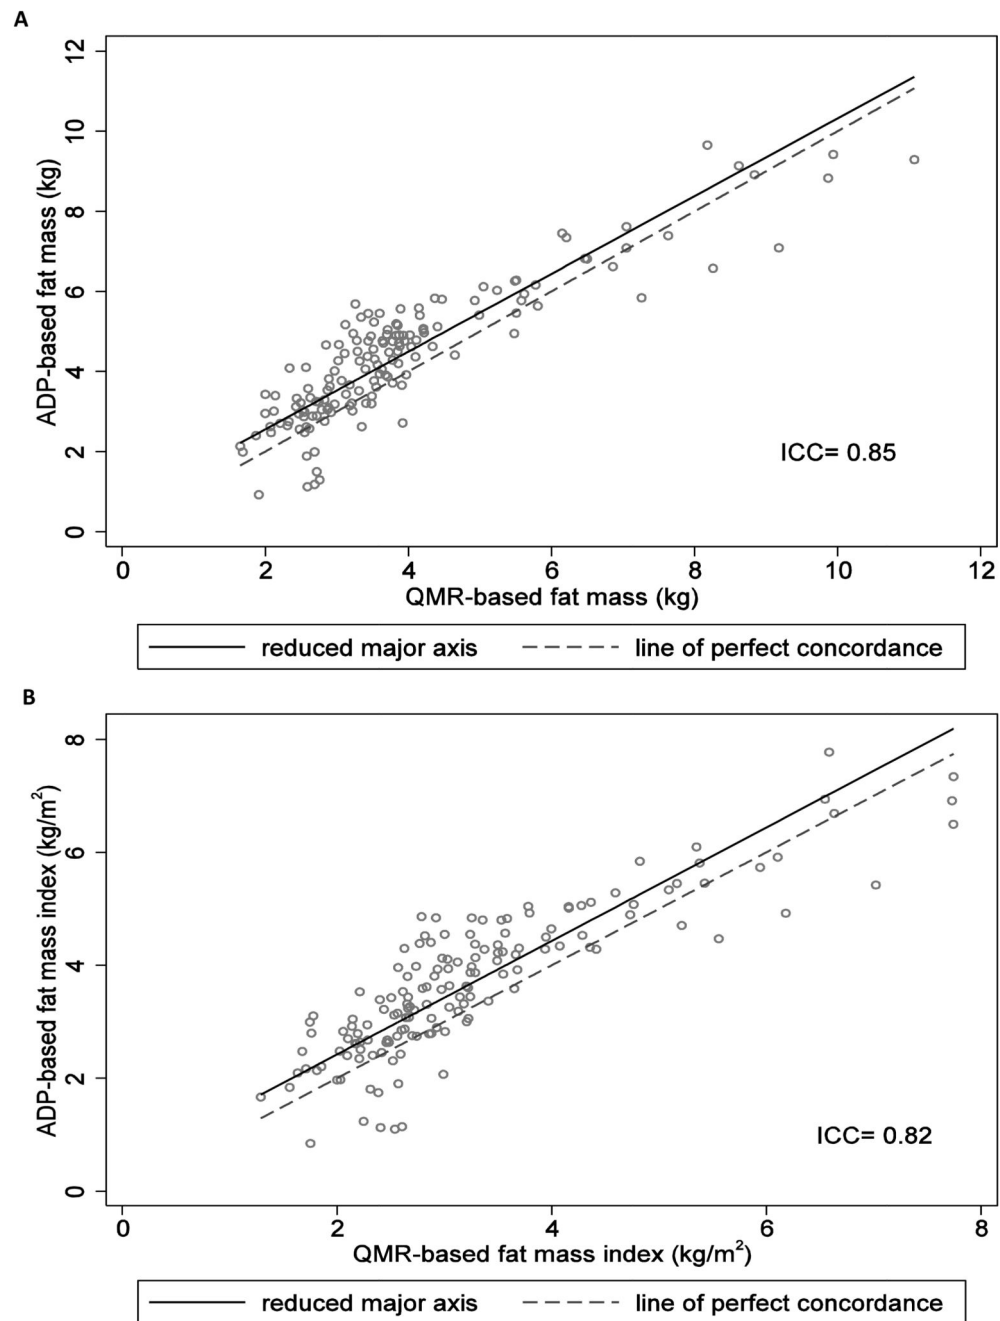 A
12
10
8
6
4
2
0
ADP-based fat mass (kg)
ICC= 0.85
0 2 4 6 8 10 12
QMR-based fat mass (kg)
reduced major axis line of perfect concordance
B
8
6
4
2
0
ADP-based fat mass index (kg/m²)
ICC= 0.82
0 2 4 6 8
QMR-based fat mass index (kg/m²)
reduced major axis line of perfect concordance